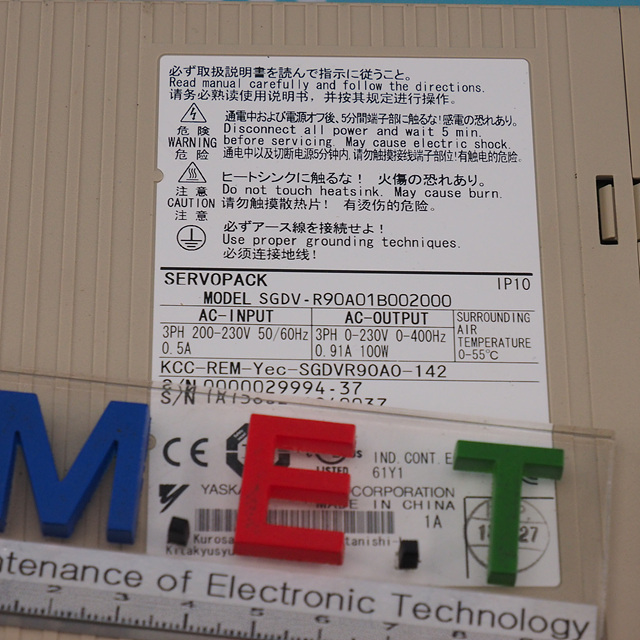 必ず取扱説明書を読んで指示に従うこと。
Read manual carefully and follow the directions.
请务必熟读使用说明书，并按其规定进行操作。
危険
WARNING
危险
通電中および電源オフ後、5分間端子部に触るな!感電の恐れあり。
Disconnect all power and wait 5 min.
before servicing. May cause electric shock.
通电中以及切断电源5分钟内,请勿触摸接线端子部位!有触电的危险.
注意
CAUTION
注意
ヒートシンクに触るな! 火傷の恐れあり。
Do not touch heatsink. May cause burn.
请勿触摸散热片! 有烫伤的危险.
必ずアース線を接続せよ!
Use proper grounding techniques.
必须连接地线!
SERVOPACK IP10
MODEL SGDV-R90A01B002000
AC-INPUT AC-OUTPUT
3PH 200-230V 50/60Hz 3PH 0-230V 0-400Hz
0.5A 0.91A 100W
SURROUNDING
AIR
TEMPERATURE
0-55℃
KCC-REM-Yec-SGDVR90A0-142
S/N 0000029994-37
S/N
CE
LISTED
IND.CONT.E
61Y1
CORPORATION
MADE IN CHINA
1A
M.E.T
Maintenance of Electronic Technology
2 3 4 5 6 7 8